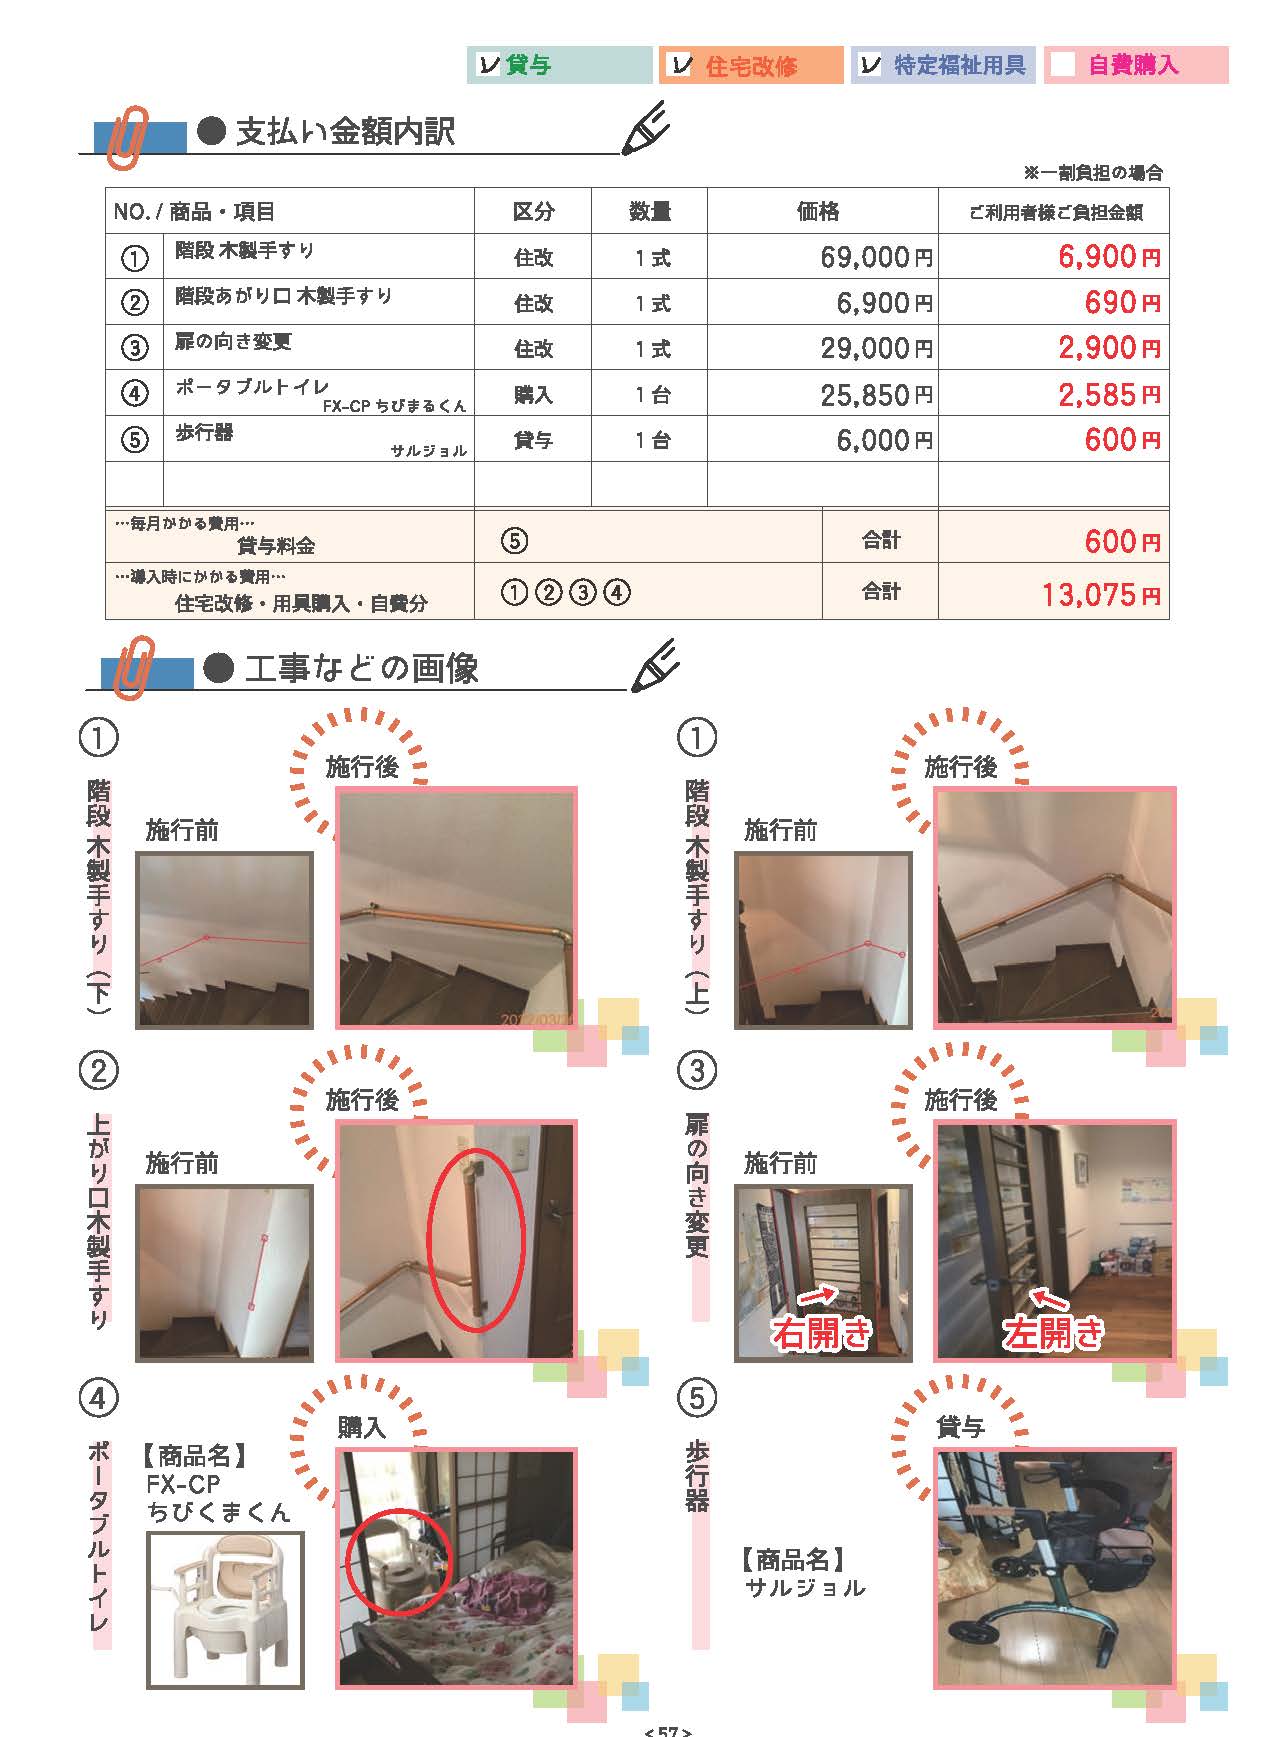 レ 貸与 レ 住宅改修 レ 特定福祉用具 自費購入
● 支払い金額内訳
※一割負担の場合
NO. / 商品・項目 区分 数量 価格 ご利用者様ご負担金額
① 階段 木製手すり 住改 1 式 69,000円 6,900円
② 階段あがり口 木製手すり 住改 1 式 6,900円 690円
③ 扉の向き変更 住改 1 式 29,000円 2,900円
④ ポータブルトイレ FX-CP ちびまるくん 購入 1 台 25,850円 2,585円
⑤ 歩行器 サルジョル 貸与 1 台 6,000円 600円
…毎月かかる費用…
貸与料金 ⑤ 合計 600円
…導入時にかかる費用…
住宅改修・用具購入・自費分 ①②③④ 合計 13,075円
● 工事などの画像
①
階段 木製手すり（下）
施行前
施行後
2012/03/
①
階段 木製手すり（上）
施行前
施行後
②
上がり口木製手すり
施行前
施行後
③
扉の向き変更
施行前
右開き
施行後
左開き
④
ポータブルトイレ
【商品名】
FX-CP
ちびくまくん
購入
⑤
歩行器
【商品名】
サルジョル
貸与
<57>